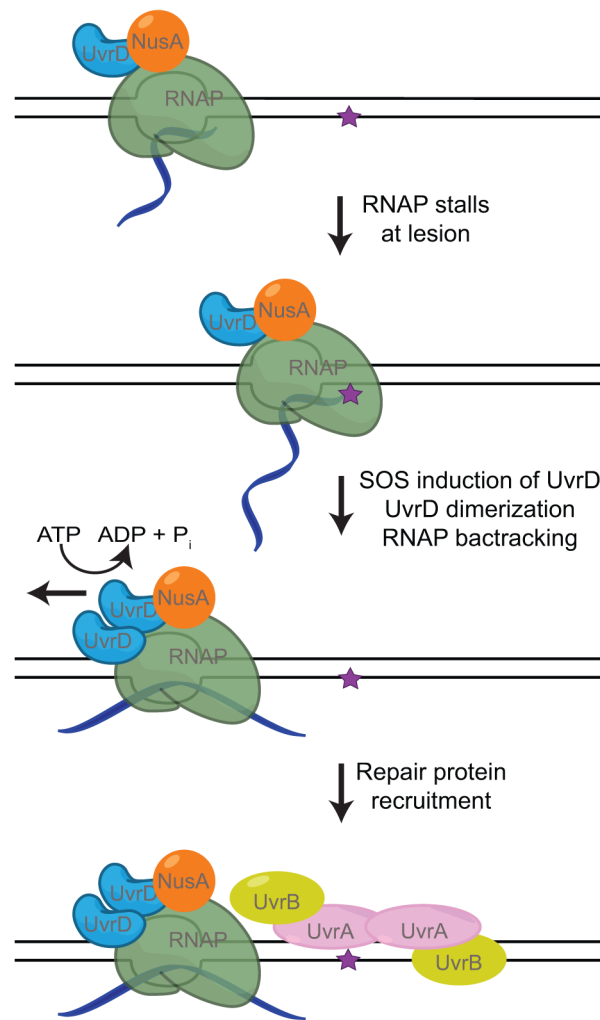 UvrD NusA
RNAP
RNAP stalls
at lesion
UvrD NusA
RNAP
SOS induction of UvrD
UvrD dimerization
RNAP bactracking
ATP ADP + Pi
UvrD NusA
UvrD
RNAP
Repair protein
recruitment
UvrD NusA
UvrD
RNAP
UvrB
UvrA UvrA
UvrB